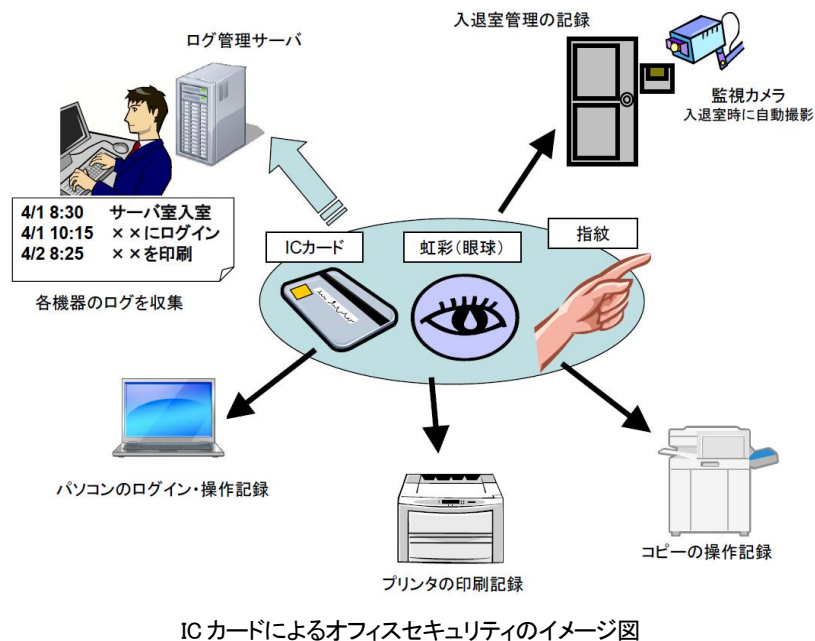 ログ管理サーバ
入退室管理の記録
監視カメラ
入退室時に自動撮影
4/1 8:30 サーバ室入室
4/1 10:15 ××にログイン
4/2 8:25 ××を印刷
各機器のログを収集
ICカード
虹彩(眼球)
指紋
パソコンのログイン・操作記録
プリンタの印刷記録
コピーの操作記録
IC カードによるオフィスセキュリティのイメージ図